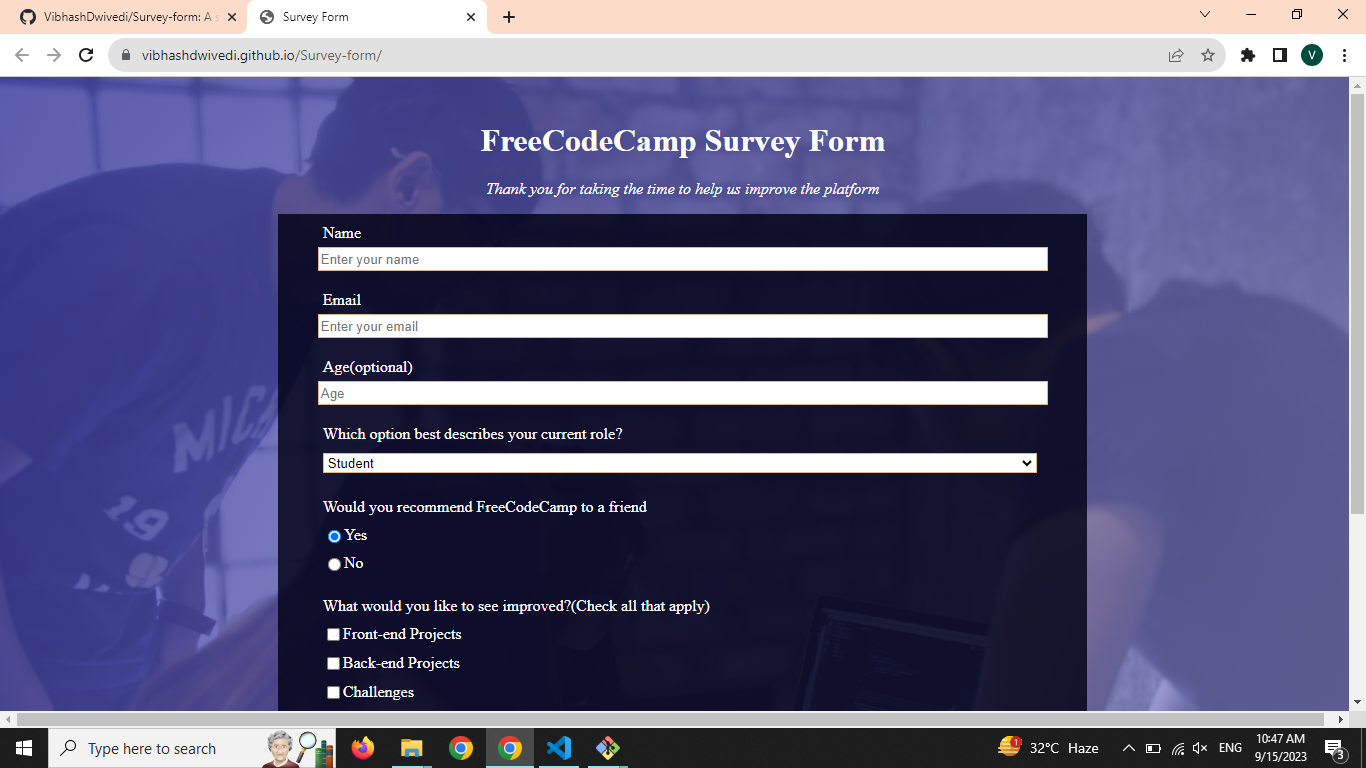 VibhashDwivedi/Survey-form: A s
Survey Form
vibhashdwivedi.github.io/Survey-form/
V
FreeCodeCamp Survey Form
Thank you for taking the time to help us improve the platform
Name
Enter your name
Email
Enter your email
Age(optional)
Age
Which option best describes your current role?
Student
Would you recommend FreeCodeCamp to a friend
Yes
No
What would you like to see improved?(Check all that apply)
Front-end Projects
Back-end Projects
Challenges
MICA
19
Type here to search
1
32°C Haze
ENG
10:47 AM
9/15/2023
3